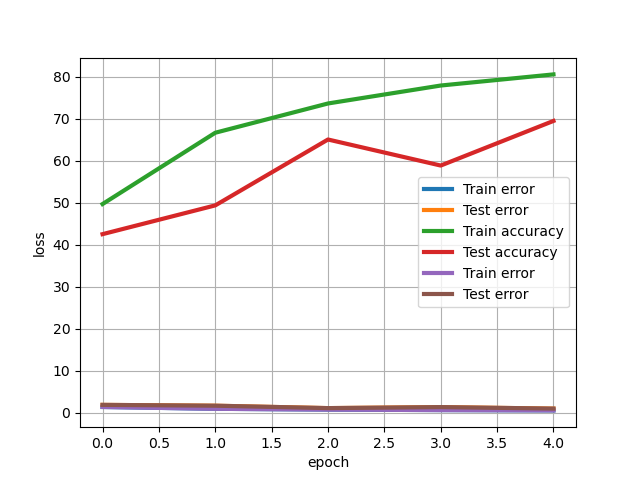 80
70
60
50
40
30
20
10
0
loss
Train error
Test error
Train accuracy
Test accuracy
Train error
Test error
0.0 0.5 1.0 1.5 2.0 2.5 3.0 3.5 4.0
epoch